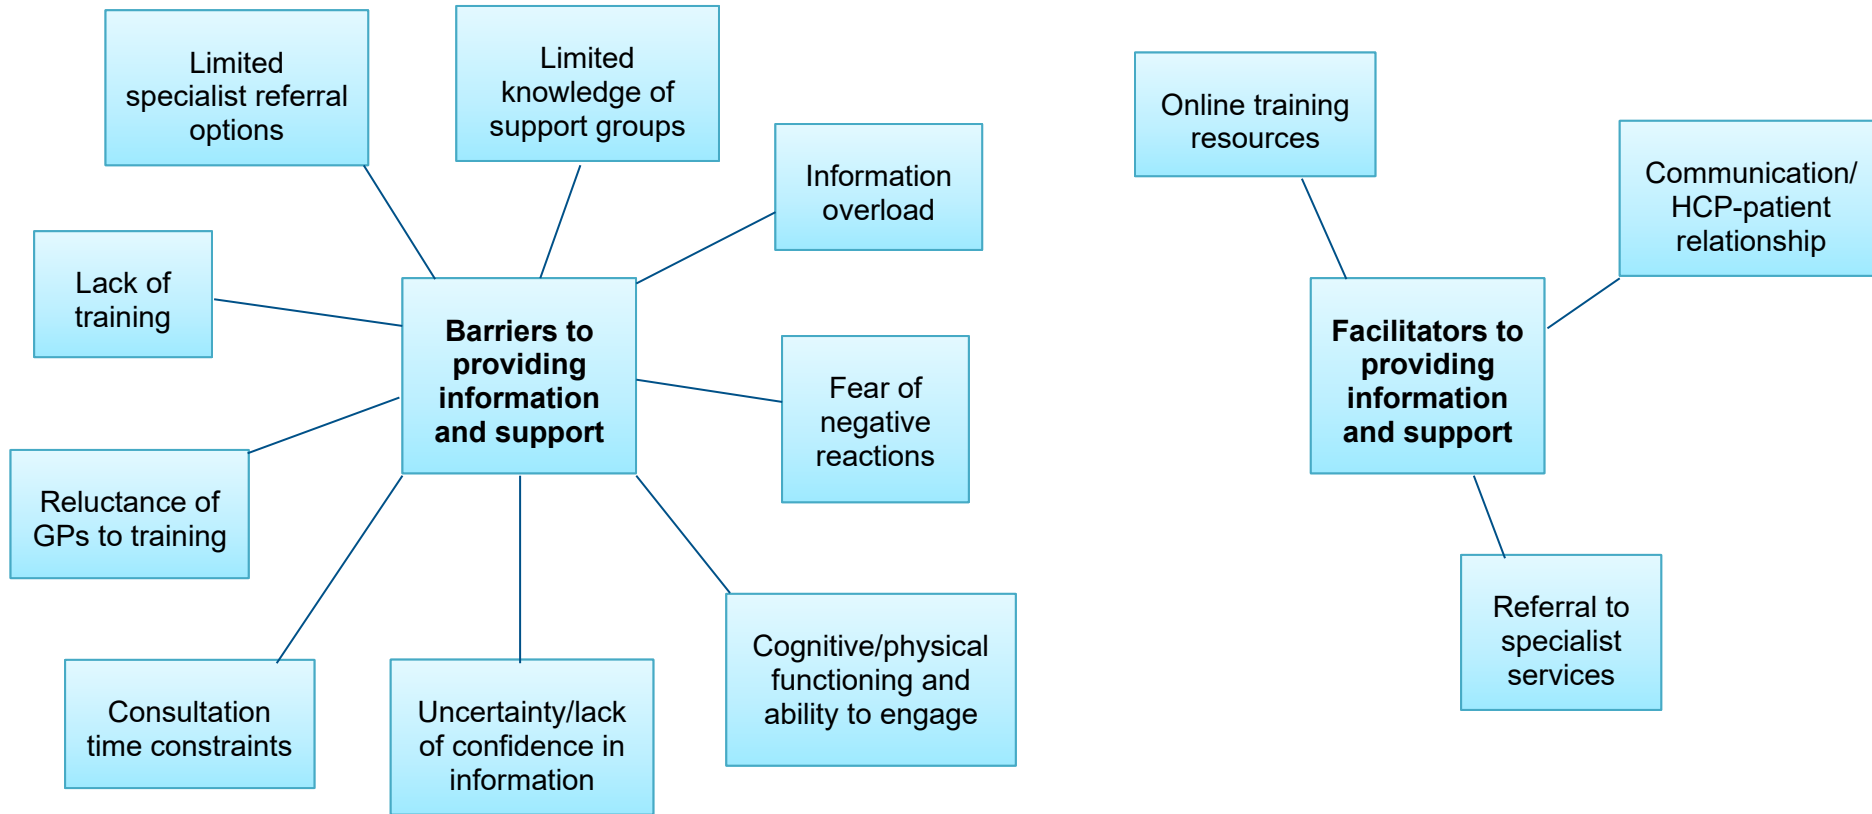 Limited
specialist referral
options
Limited
knowledge of
support groups
Information
overload
Lack of
training
Barriers to
providing
information
and support
Fear of
negative
reactions
Reluctance of
GPs to training
Consultation
time constraints
Uncertainty/lack
of confidence in
information
Cognitive/physical
functioning and
ability to engage
Online training
resources
Communication/
HCP-patient
relationship
Facilitators to
providing
information
and support
Referral to
specialist
services